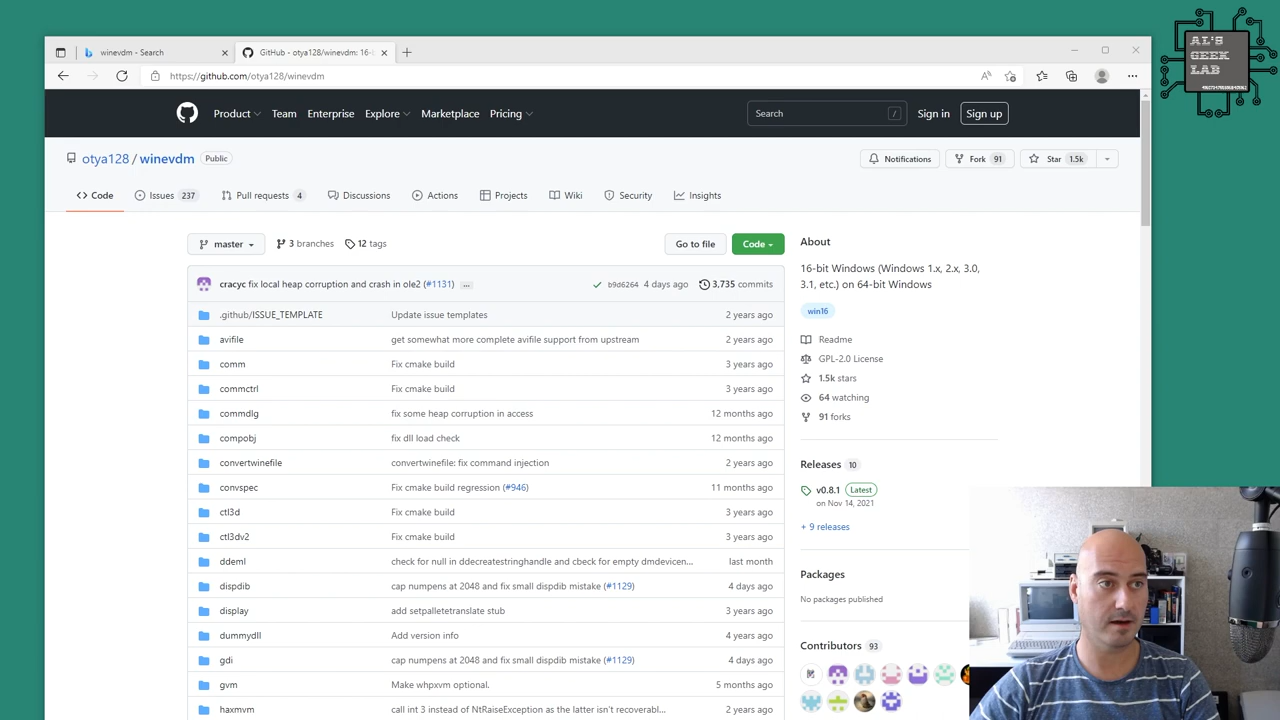 AL'S
GEEK
LAB
winevdm - Search
GitHub - otya128/winevdm: 16-b
https://github.com/otya128/winevdm
Product Team Enterprise Explore Marketplace Pricing
Search /
Sign in Sign up
otya128 / winevdm Public
Notifications Fork 91 Star 1.5k
Code Issues 237 Pull requests 4 Discussions Actions Projects Wiki Security Insights
master 3 branches 12 tags Go to file Code
cracyc fix local heap corruption and crash in ole2 (#1131) ... b9d6264 4 days ago 3,735 commits
.github/ISSUE_TEMPLATE Update issue templates 2 years ago
avifile get somewhat more complete avifile support from upstream 2 years ago
comm Fix cmake build 3 years ago
commctrl Fix cmake build 3 years ago
commdlg fix some heap corruption in access 12 months ago
compobj fix dll load check 12 months ago
convertwinefile convertwinefile: fix command injection 2 years ago
convspec Fix cmake build regression (#946) 11 months ago
ctl3d Fix cmake build 3 years ago
ctl3dv2 Fix cmake build 3 years ago
ddeml check for null in ddecreatestringhandle and cbeck for empty dmdevicen... last month
dispdib cap numpens at 2048 and fix small dispdib mistake (#1129) 4 days ago
display add setpalletetranslate stub 3 years ago
dummydll Add version info 4 years ago
gdi cap numpens at 2048 and fix small dispdib mistake (#1129) 4 days ago
gvm Make whpxvm optional. 5 months ago
haxmvm call int 3 instead of NtRaiseException as the latter isn't recoverabl... 2 years ago
About
16-bit Windows (Windows 1.x, 2.x, 3.0,
3.1, etc.) on 64-bit Windows
win16
Readme
GPL-2.0 License
1.5k stars
64 watching
91 forks
Releases 10
v0.8.1 Latest
on Nov 14, 2021
+ 9 releases
Packages
No packages published
Contributors 93